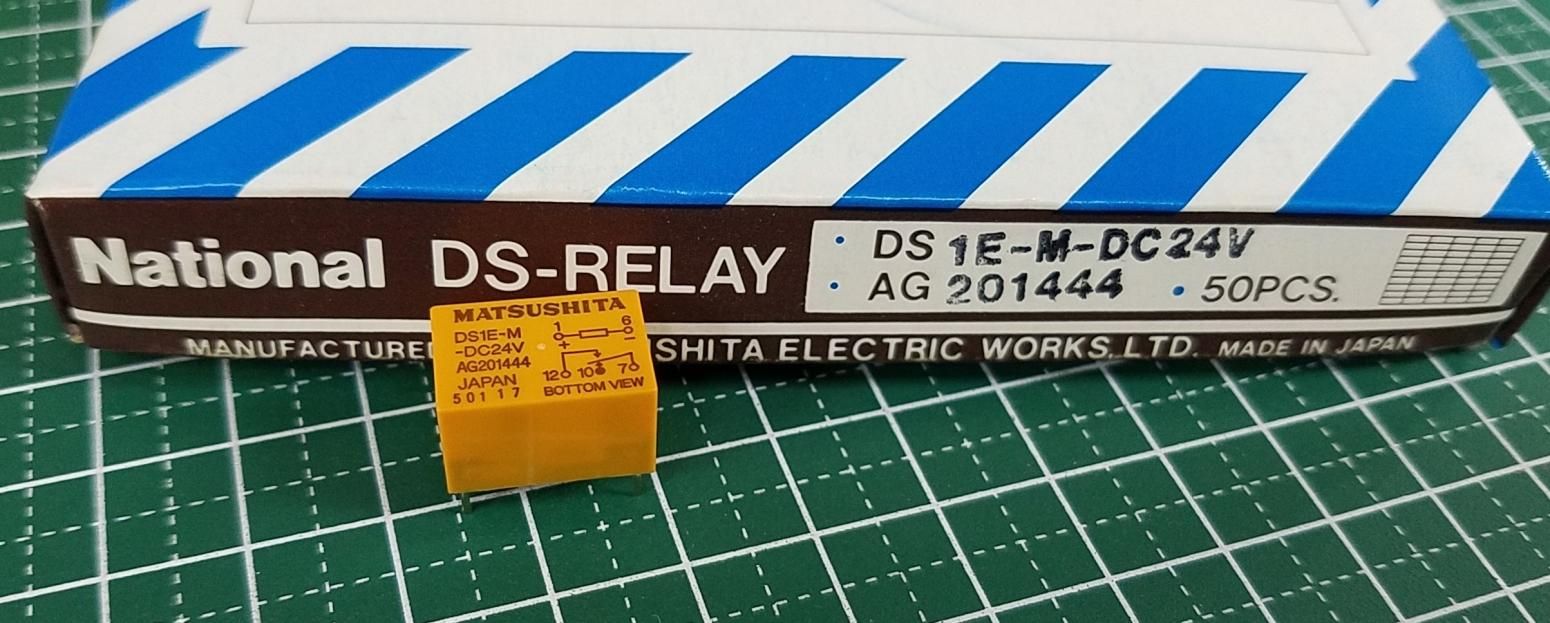 National DS-RELAY
• DS 1E-M-DC24V
• AG 201444 • 50PCS.
MANUFACTURE SHITA ELECTRIC WORKS, LTD. MADE IN JAPAN
MATSUSHITA
DS1E-M
-DC24V
AG201444
JAPAN
50117
1 6
+ −
12 10 7
BOTTOM VIEW